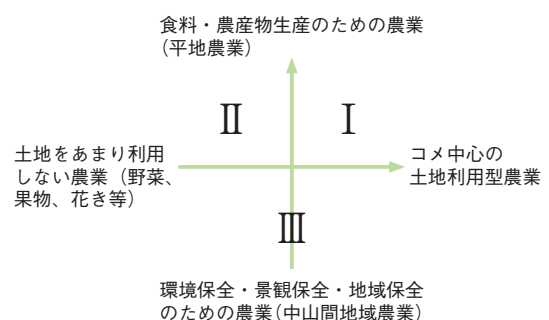 食料・農産物生産のための農業
(平地農業)
Ⅱ
Ⅰ
土地をあまり利用
しない農業（野菜、
果物、花き等）
コメ中心の
土地利用型農業
Ⅲ
環境保全・景観保全・地域保全
のための農業(中山間地域農業)